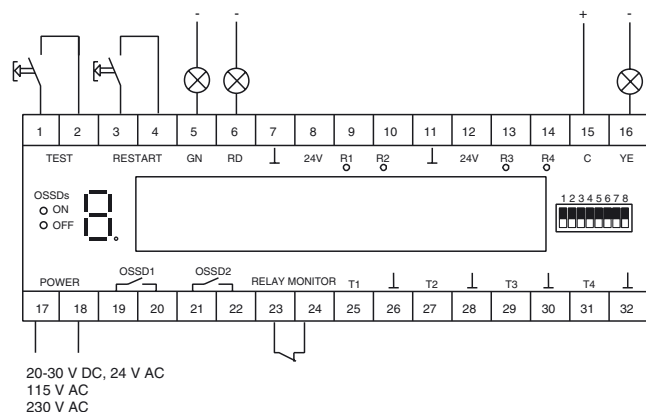 - - - + -
1 2 3 4 5 6 7 8 9 10 11 12 13 14 15 16
TEST RESTART GN RD 24V R1 R2 24V R3 R4 C YE
OSSDs
ON
OFF
8.
1 2 3 4 5 6 7 8
POWER OSSD1 OSSD2 RELAY MONITOR T1 T2 T3 T4
17 18 19 20 21 22 23 24 25 26 27 28 29 30 31 32
20-30 V DC, 24 V AC
115 V AC
230 V AC